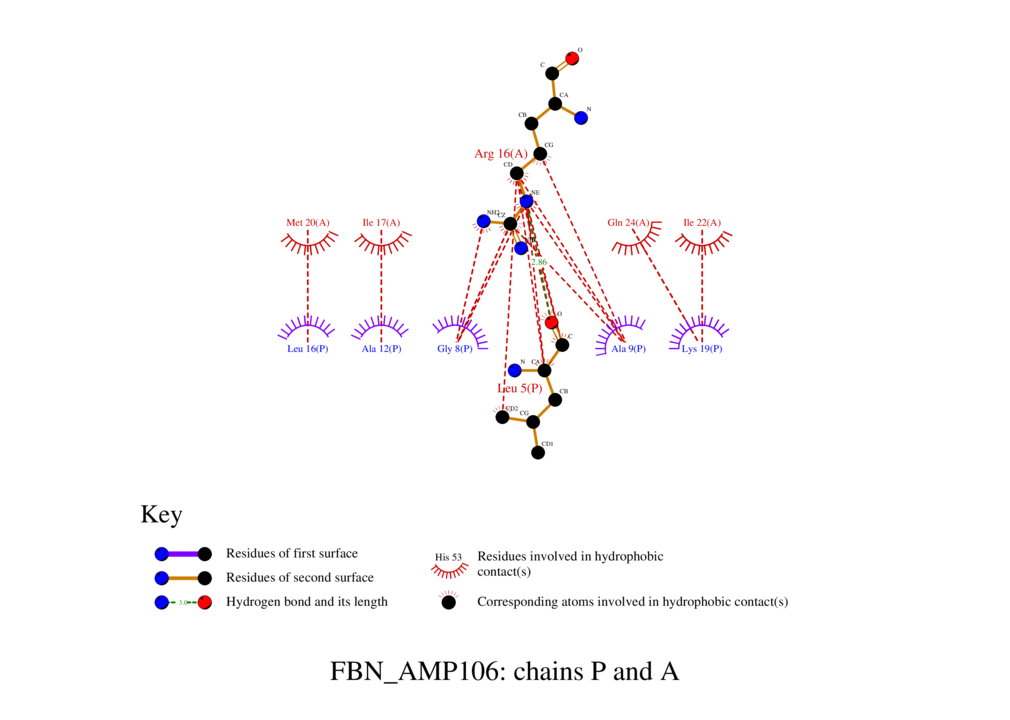 O
C
CA
N
CB
CG
Arg 16(A)
CD
NE
NH2
CZ
Met 20(A)
Ile 17(A)
Gln 24(A)
Ile 22(A)
2.86
O
C
Leu 16(P)
Ala 12(P)
Gly 8(P)
Ala 9(P)
Lys 19(P)
N
CA
Leu 5(P)
CB
CD2
CG
CD1
Key
Residues of first surface
Residues of second surface
3.0
Hydrogen bond and its length
His 53
Residues involved in hydrophobic
contact(s)
Corresponding atoms involved in hydrophobic contact(s)
FBN_AMP106: chains P and A